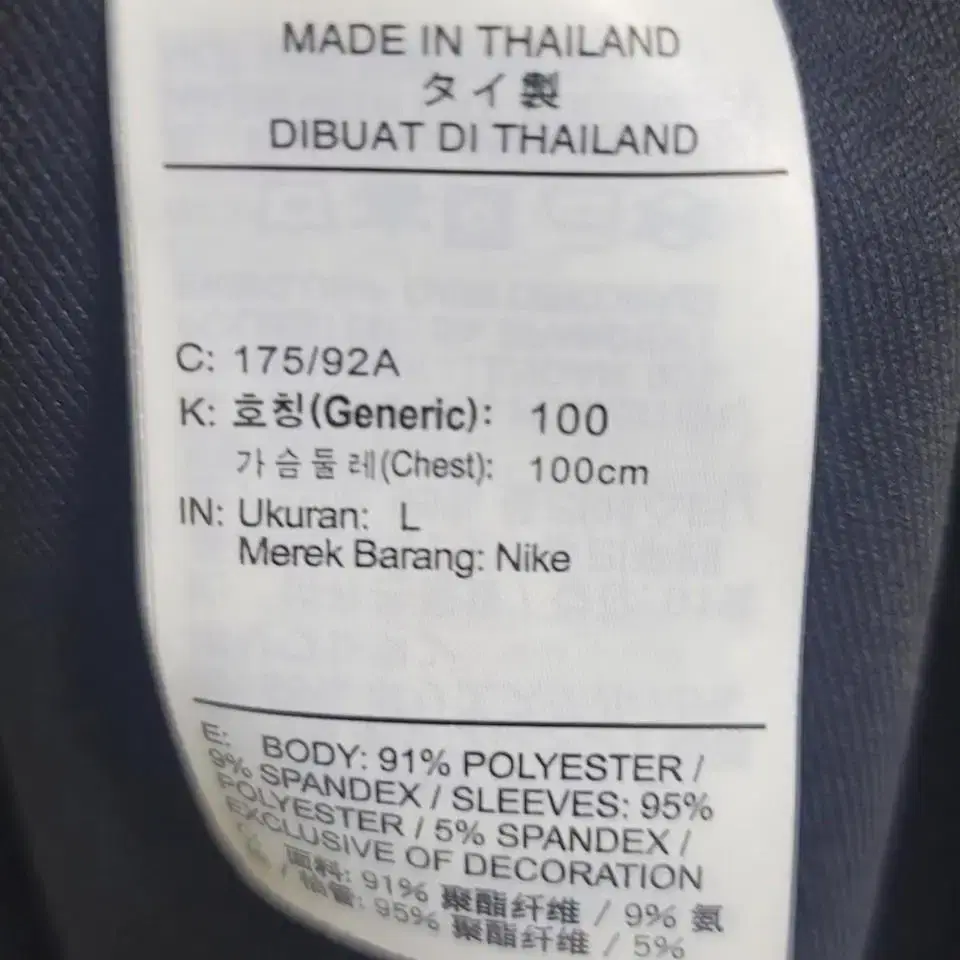 MADE IN THAILAND
タイ製
DIBUAT DI THAILAND
C: 175/92A
K: 호칭(Generic): 100
가슴둘레(Chest): 100cm
IN: Ukuran: L
Merek Barang: Nike
E: BODY: 91% POLYESTER /
9% SPANDEX / SLEEVES: 95%
POLYESTER / 5% SPANDEX /
EXCLUSIVE OF DECORATION
面料: 91% 聚酯纤维 / 9% 氨
/ 袖管: 95% 聚酯纤维 / 5%